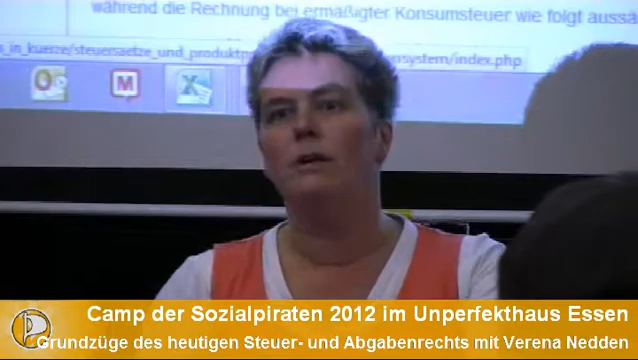 während die Rechnung bei ermäßigter Konsumsteuer wie folgt aussä
_in_kuerze/steuersaetze_und_produktp
system/index.php
O
M
X
P
Camp der Sozialpiraten 2012 im Unperfekthaus Essen
Grundzüge des heutigen Steuer- und Abgabenrechts mit Verena Nedden